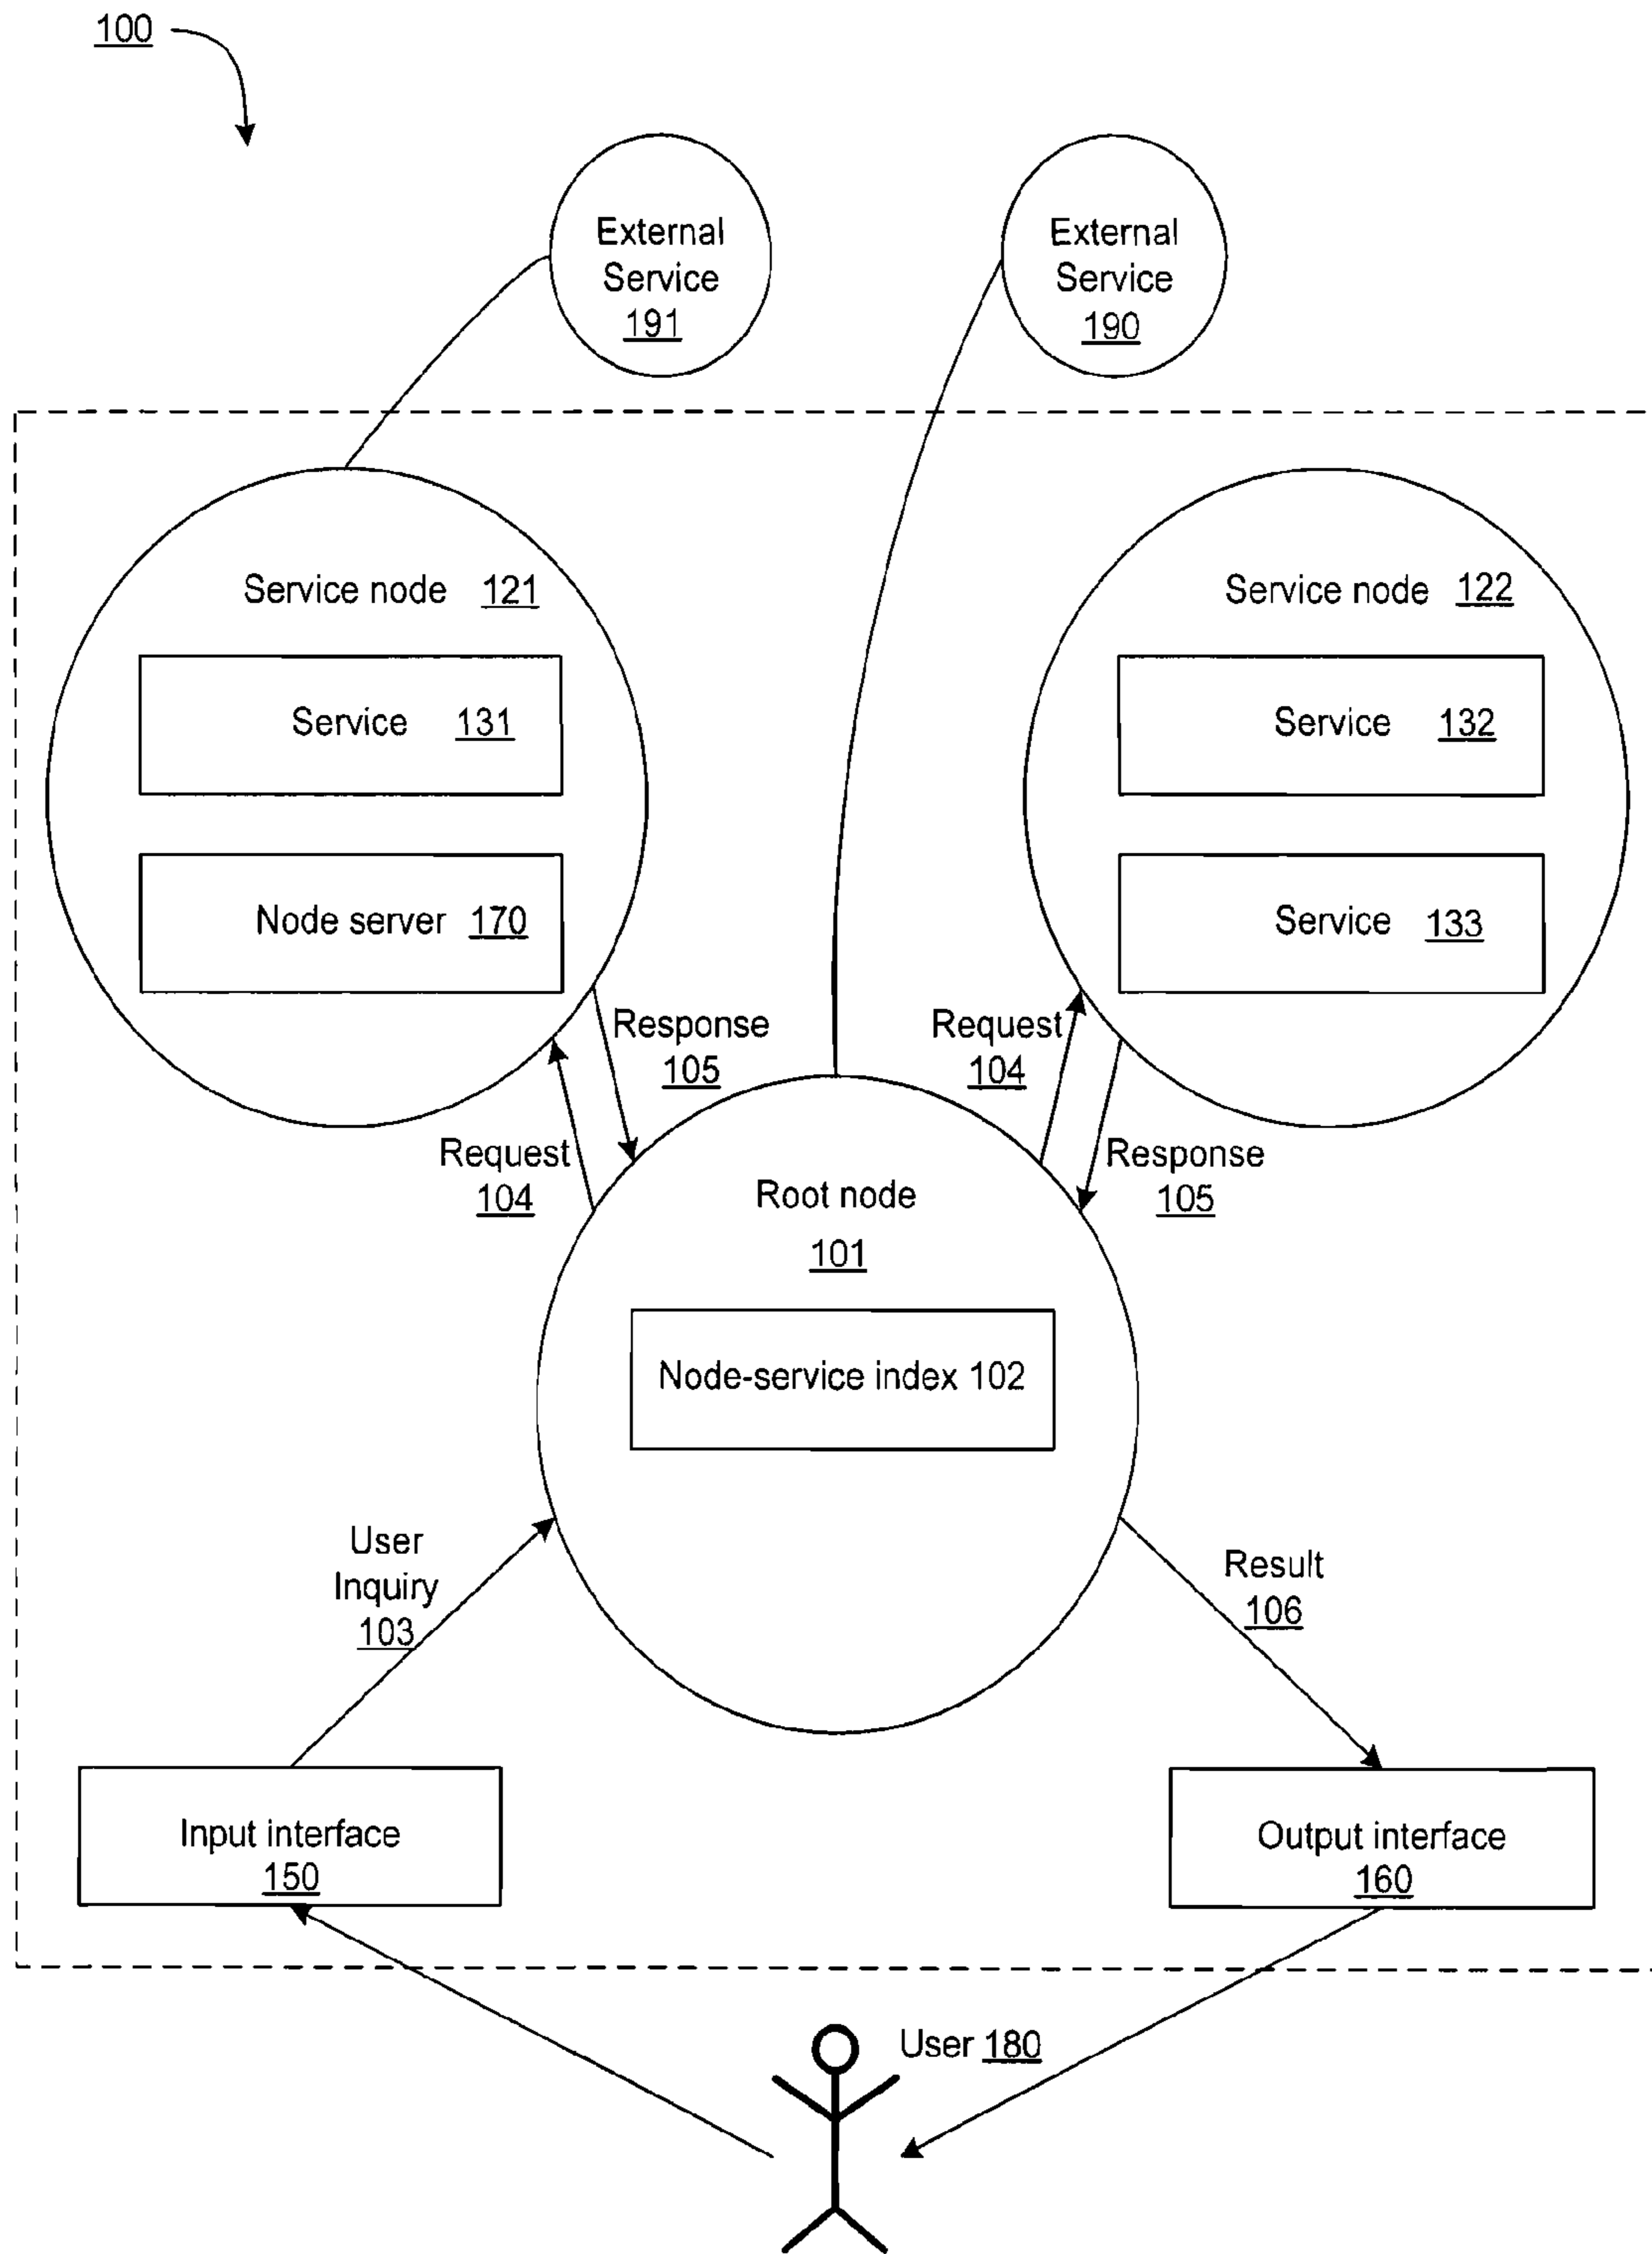 100
External
Service
191
External
Service
190
Service node 121
Service 131
Node server 170
Service node 122
Service 132
Service 133
Response
105
Request
104
Request
104
Response
105
Root node
101
Node-service index 102
User
Inquiry
103
Result
106
Input interface
150
Output interface
160
User 180